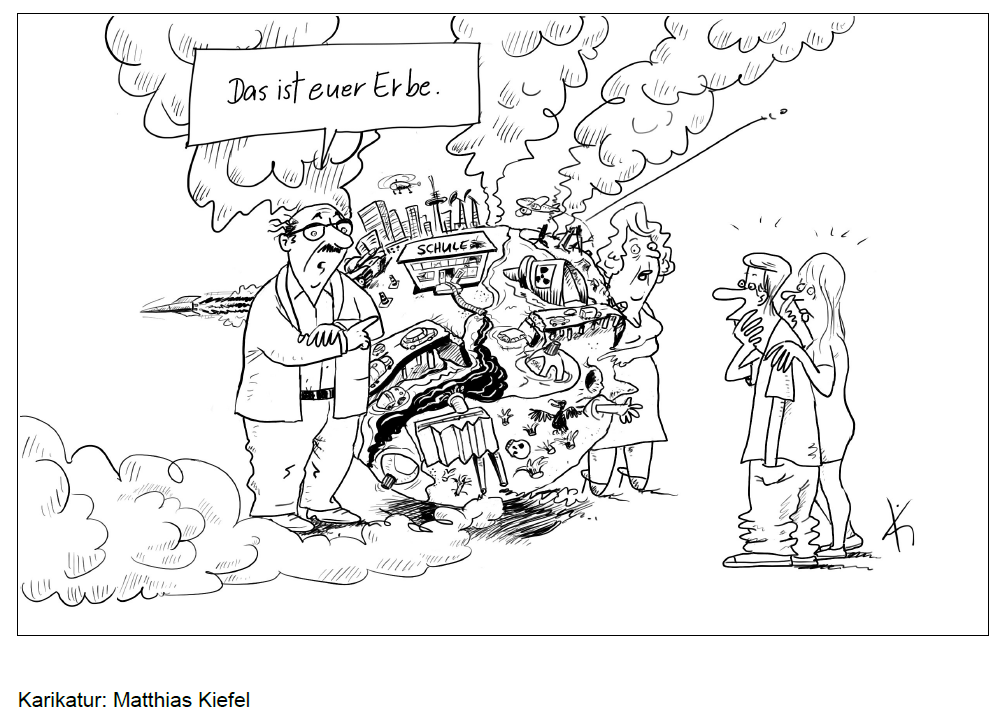 Das ist euer Erbe.
SCHULE
Karikatur: Matthias Kiefel